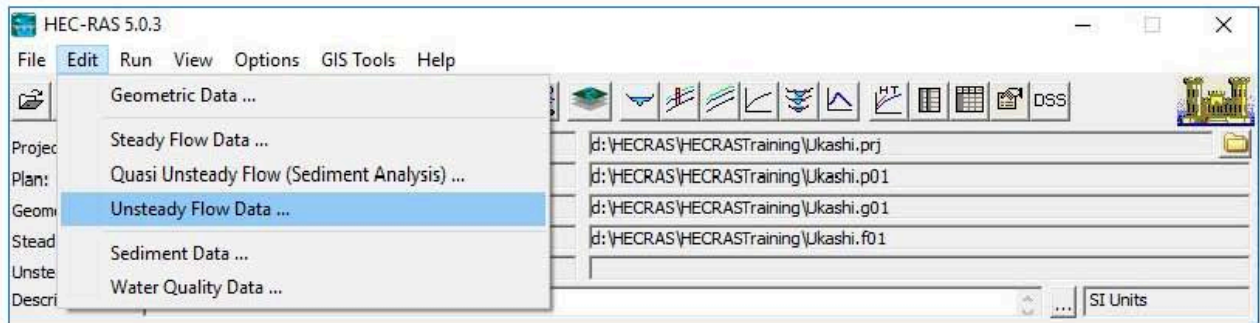 HEC-RAS 5.0.3
File Edit Run View Options GIS Tools Help
Geometric Data ...
HT DSS
Steady Flow Data ...
Projec d:\HECRAS\HECRASTraining\Ukashi.prj
Quasi Unsteady Flow (Sediment Analysis) ...
Plan: d:\HECRAS\HECRASTraining\Ukashi.p01
Unsteady Flow Data ...
Geom d:\HECRAS\HECRASTraining\Ukashi.g01
Stead d:\HECRAS\HECRASTraining\Ukashi.f01
Sediment Data ...
Unste
Water Quality Data ...
Descri ... SI Units